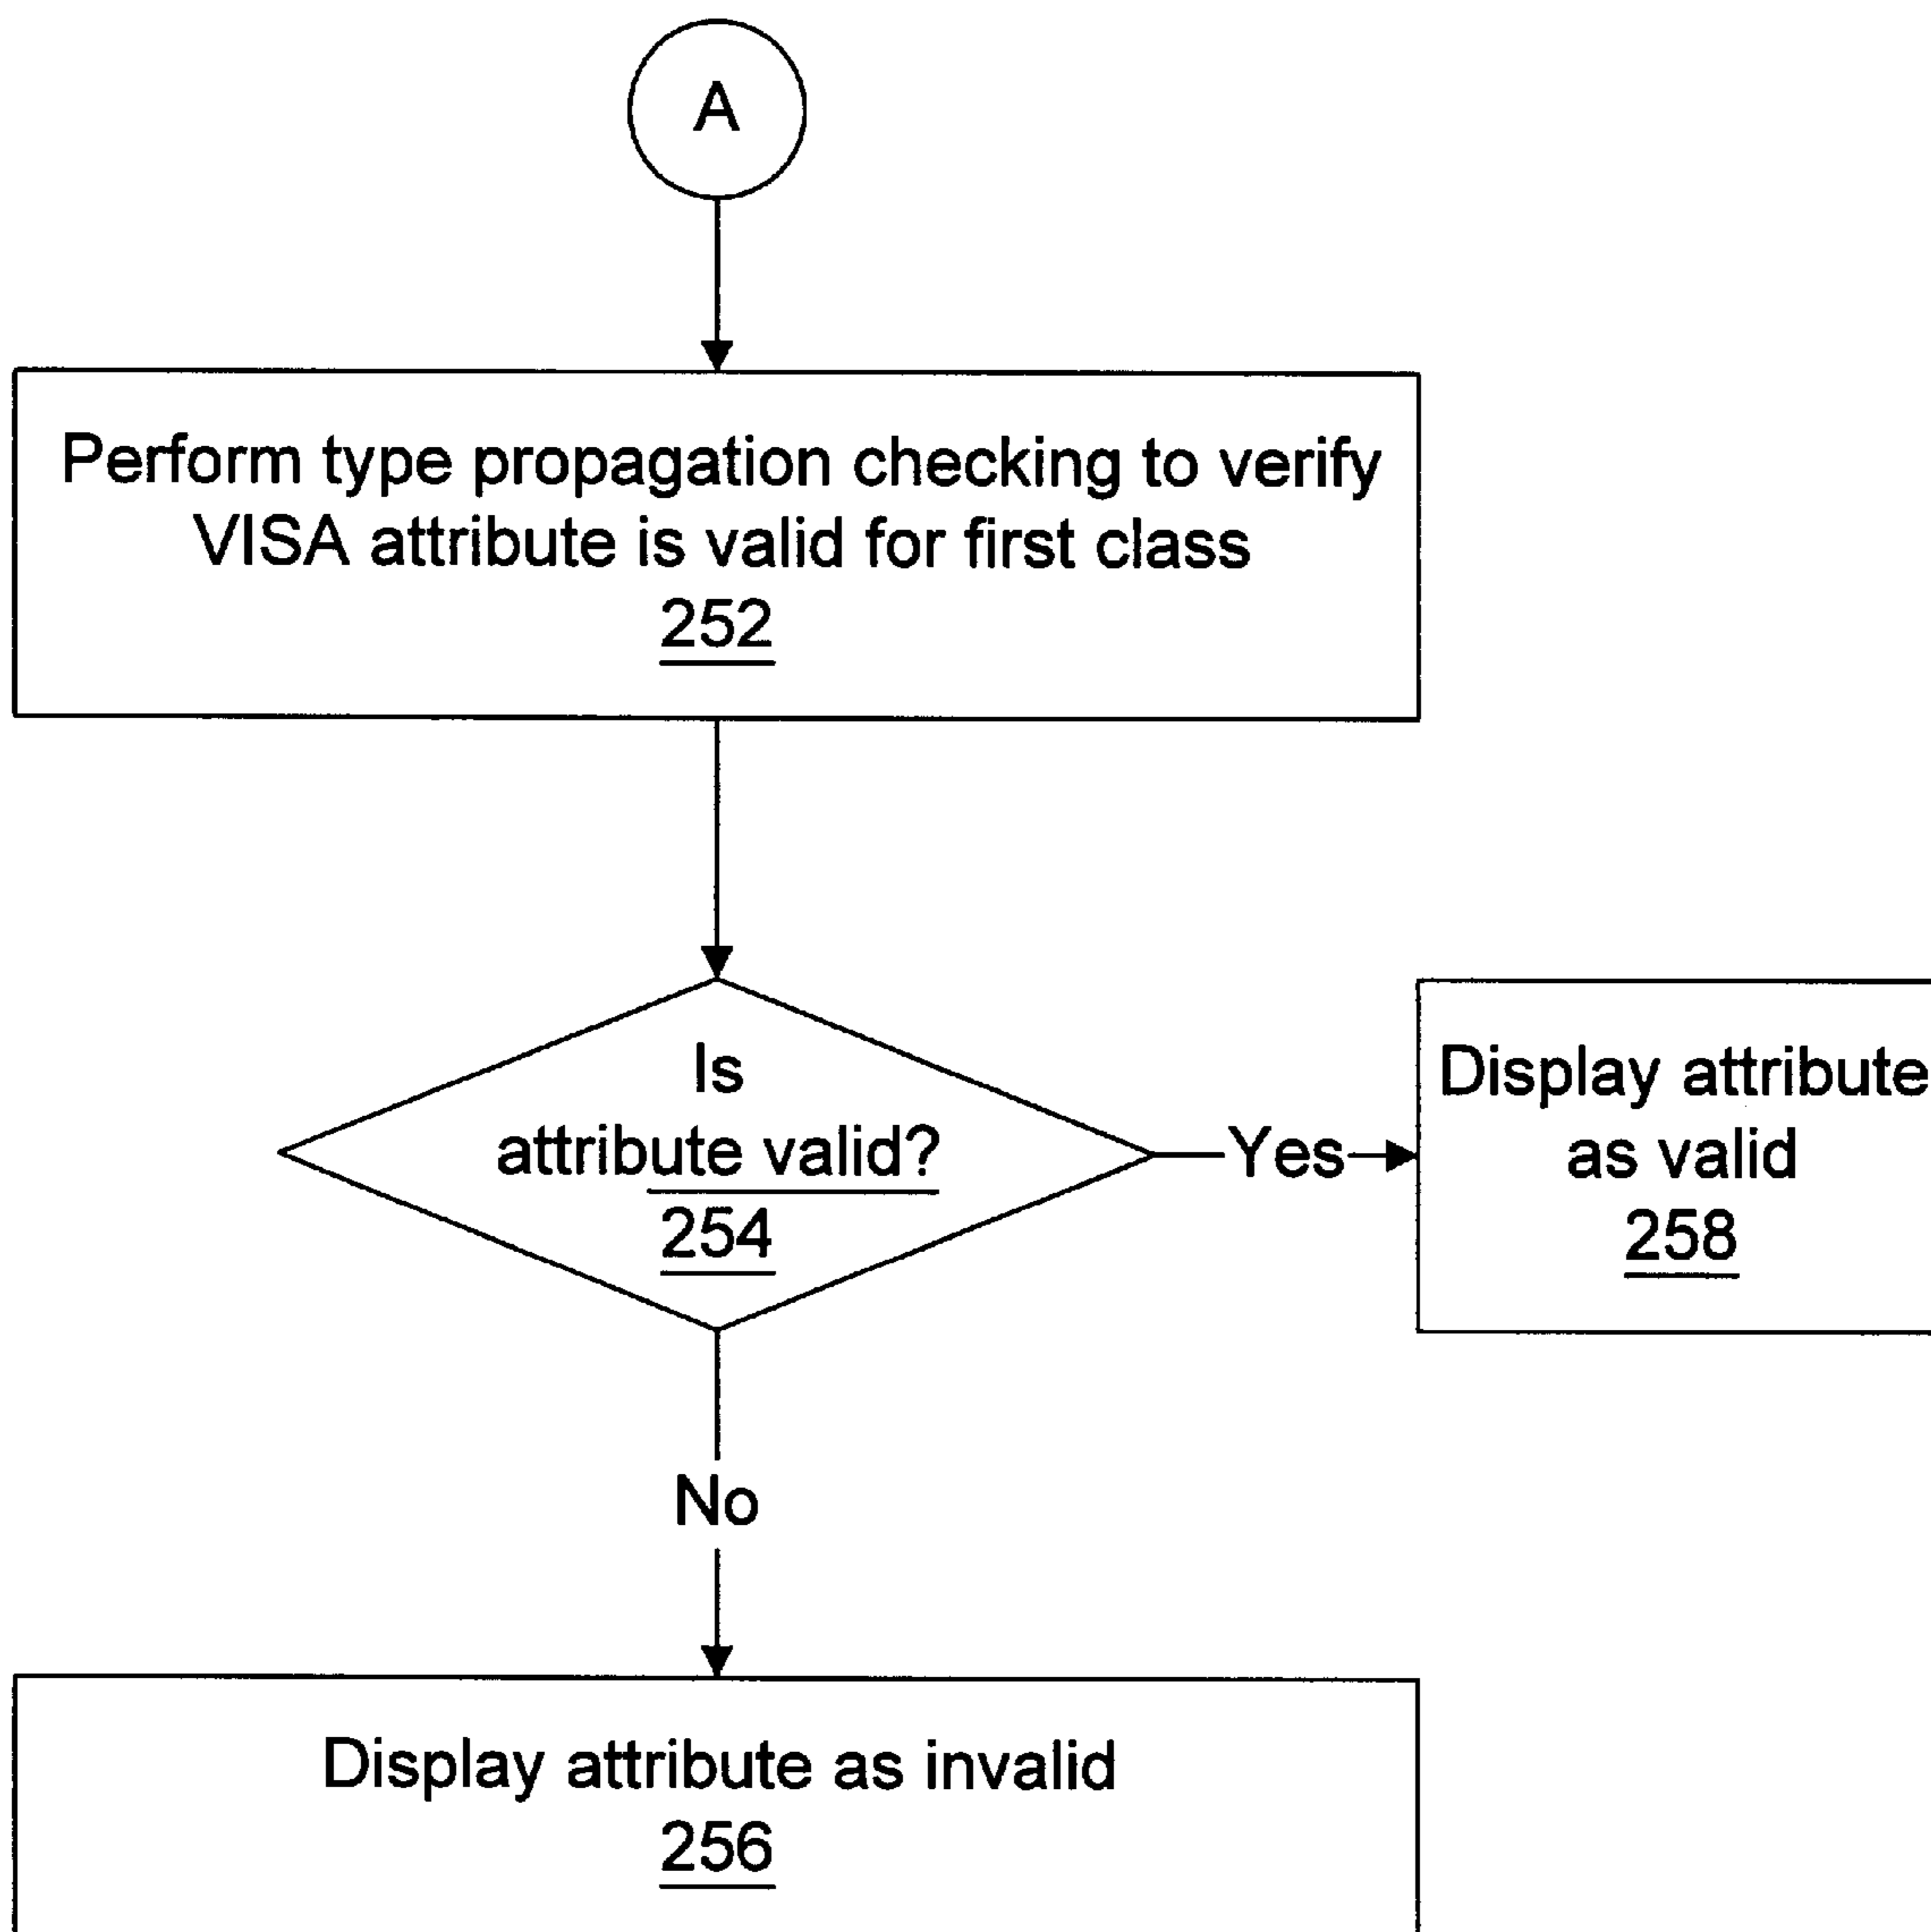 A
Perform type propagation checking to verify
VISA attribute is valid for first class
252
Is
attribute valid?
254
Yes
Display attribute
as valid
258
No
Display attribute as invalid
256